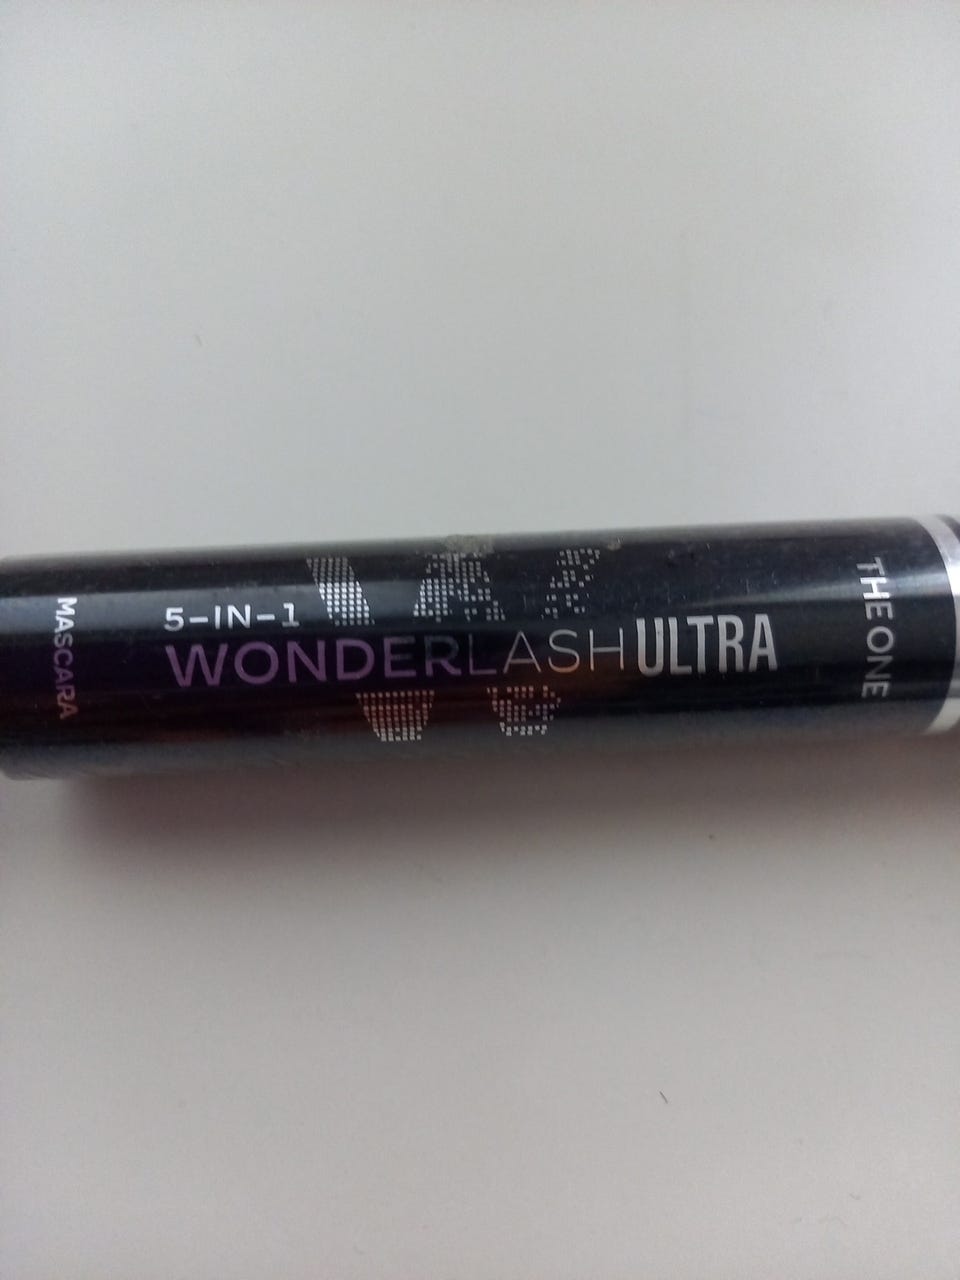 MASCARA
5-IN-1
WONDERLASH ULTRA
THE ONE